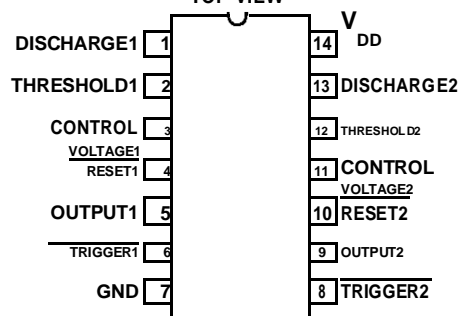 TOP VIEW
DISCHARGE1 1 14 VDD
THRESHOLD1 2 13 DISCHARGE2
CONTROL 3 12 THRESHOLD2
VOLTAGE1
RESET1 4 11 CONTROL
VOLTAGE2
OUTPUT1 5 10 RESET2
TRIGGER1 6 9 OUTPUT2
GND 7 8 TRIGGER2